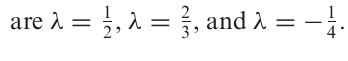 are λ = 1/2, λ = 2/3, and λ = −1/4.